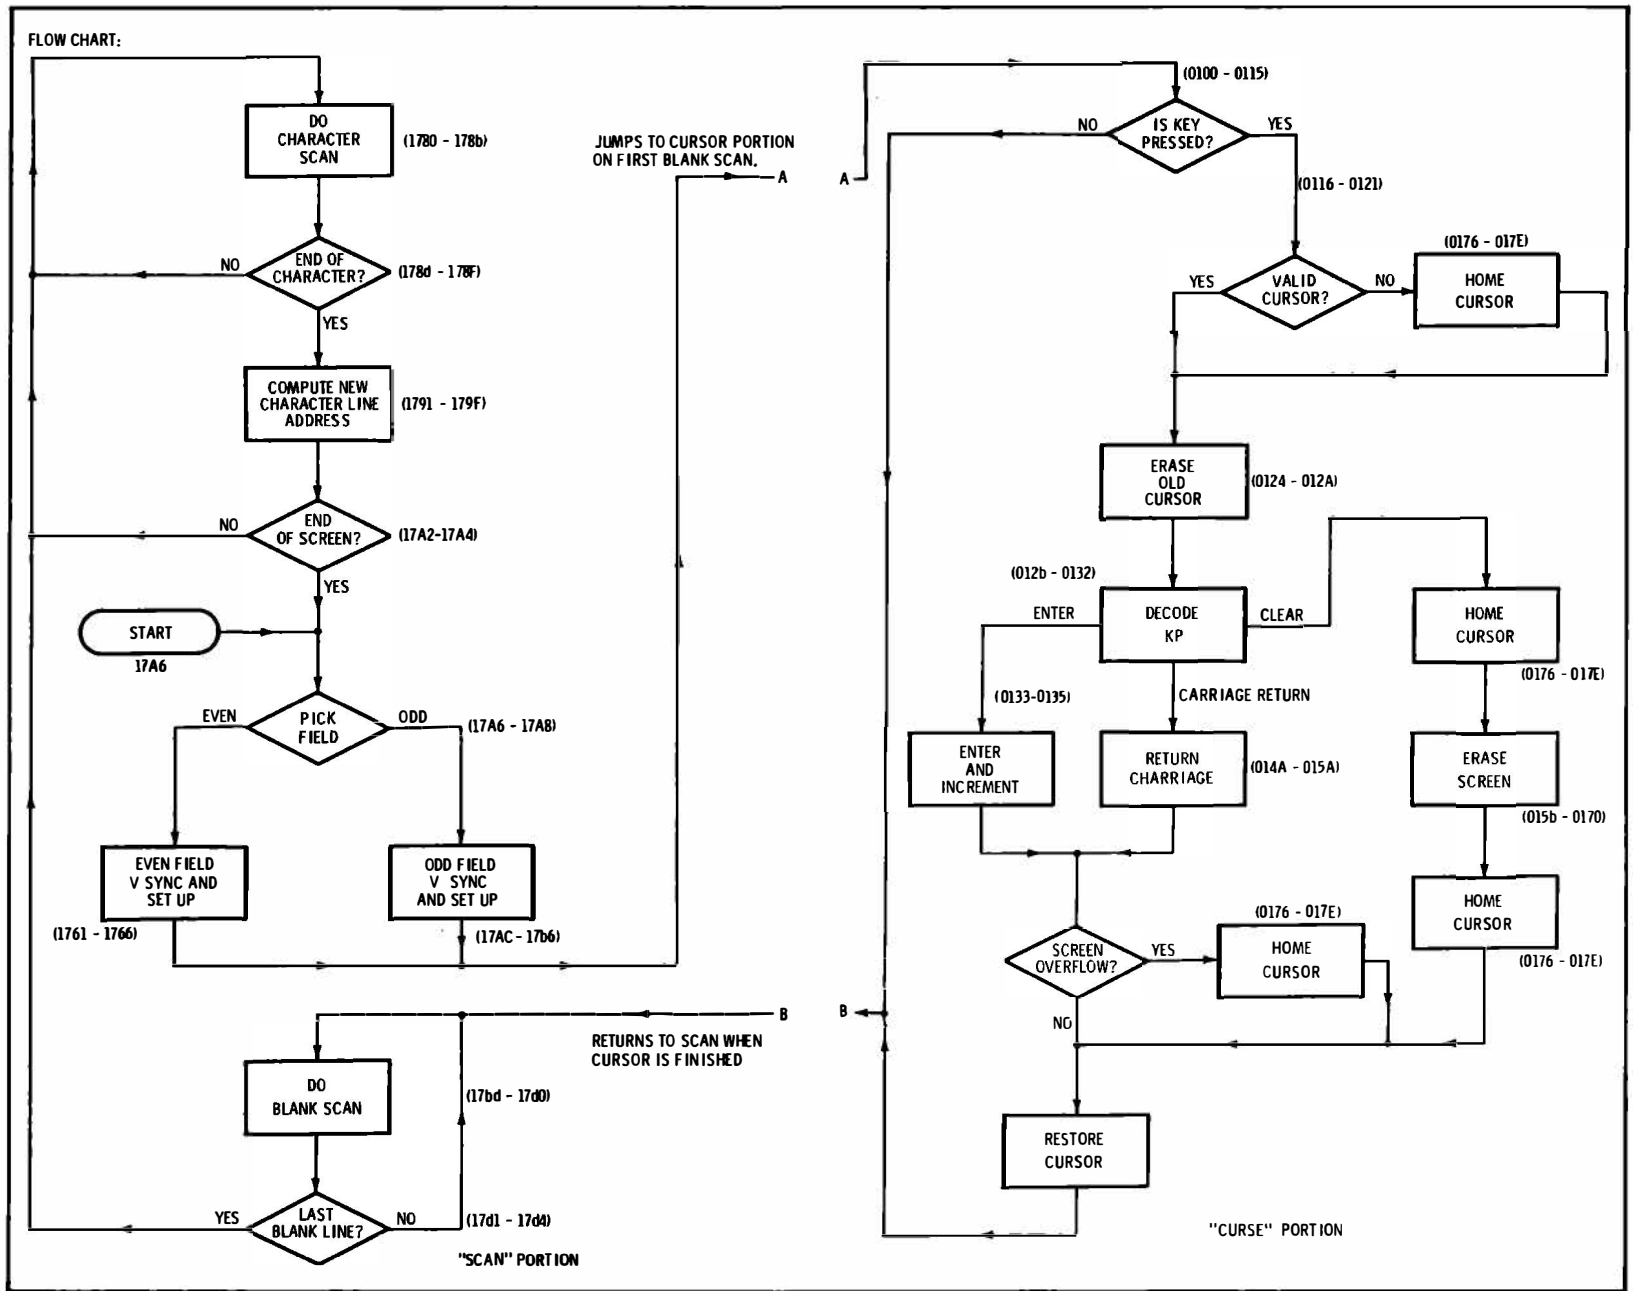 FLOW CHART:
DO
CHARACTER
SCAN
(1780 - 178b)
END OF
CHARACTER?
(178d - 178F)
NO
YES
COMPUTE NEW
CHARACTER LINE
ADDRESS
(1791 - 179F)
END
OF SCREEN?
(17A2-17A4)
NO
YES
START
17A6
PICK
FIELD
EVEN
ODD
(17A6 - 17A8)
EVEN FIELD
V SYNC AND
SET UP
(1761 - 1766)
ODD FIELD
V SYNC
AND SET UP
(17AC - 17b6)
JUMPS TO CURSOR PORTION
ON FIRST BLANK SCAN.
A
B
RETURNS TO SCAN WHEN
CURSOR IS FINISHED
DO
BLANK SCAN
(17bd - 17d0)
LAST
BLANK LINE?
YES
NO
(17d1 - 17d4)
"SCAN" PORTION
A
(0100 - 0115)
IS KEY
PRESSED?
NO
YES
(0116 - 0121)
VALID
CURSOR?
YES
NO
(0176 - 017E)
HOME
CURSOR
ERASE
OLD
CURSOR
(0124 - 012A)
(012b - 0132)
DECODE
KP
ENTER
CLEAR
(0133-0135)
CARRIAGE RETURN
ENTER
AND
INCREMENT
RETURN
CHARRIAGE
(014A - 015A)
HOME
CURSOR
(0176 - 017E)
ERASE
SCREEN
(015b - 0170)
HOME
CURSOR
(0176 - 017E)
SCREEN
OVERFLOW?
YES
NO
(0176 - 017E)
HOME
CURSOR
B
RESTORE
CURSOR
"CURSE" PORTION